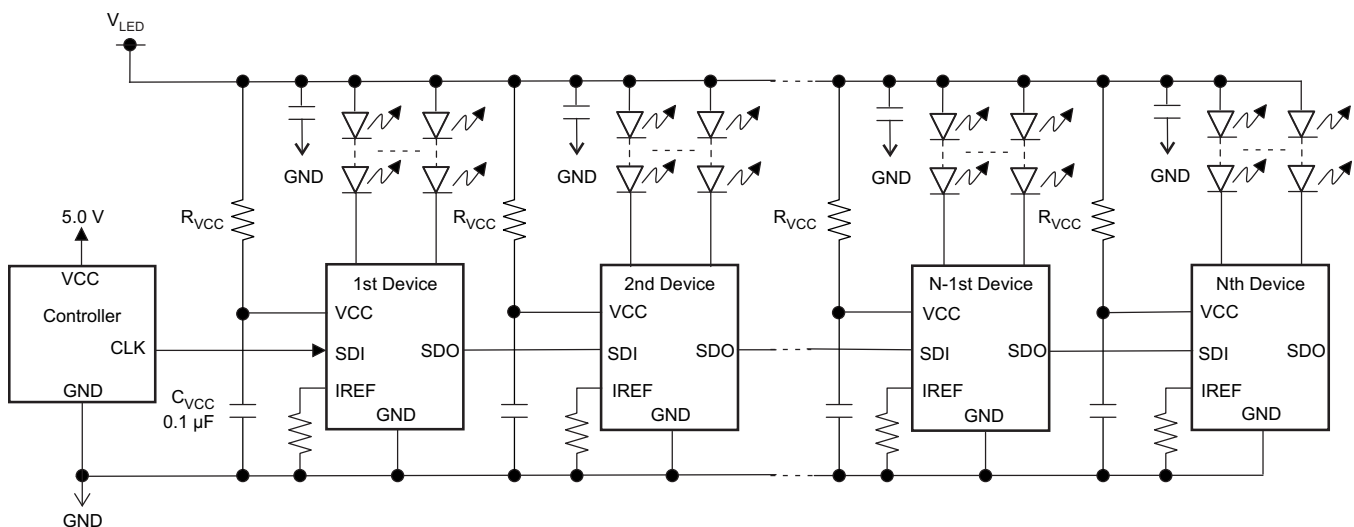 V_LED
GND
GND
GND
GND
R_VCC
R_VCC
R_VCC
R_VCC
5.0 V
VCC
Controller
CLK
GND
1st Device
VCC
SDI
SDO
IREF
GND
2nd Device
VCC
SDI
SDO
IREF
GND
N-1st Device
VCC
SDI
SDO
IREF
GND
Nth Device
VCC
SDI
SDO
IREF
GND
C_VCC
0.1 µF
GND